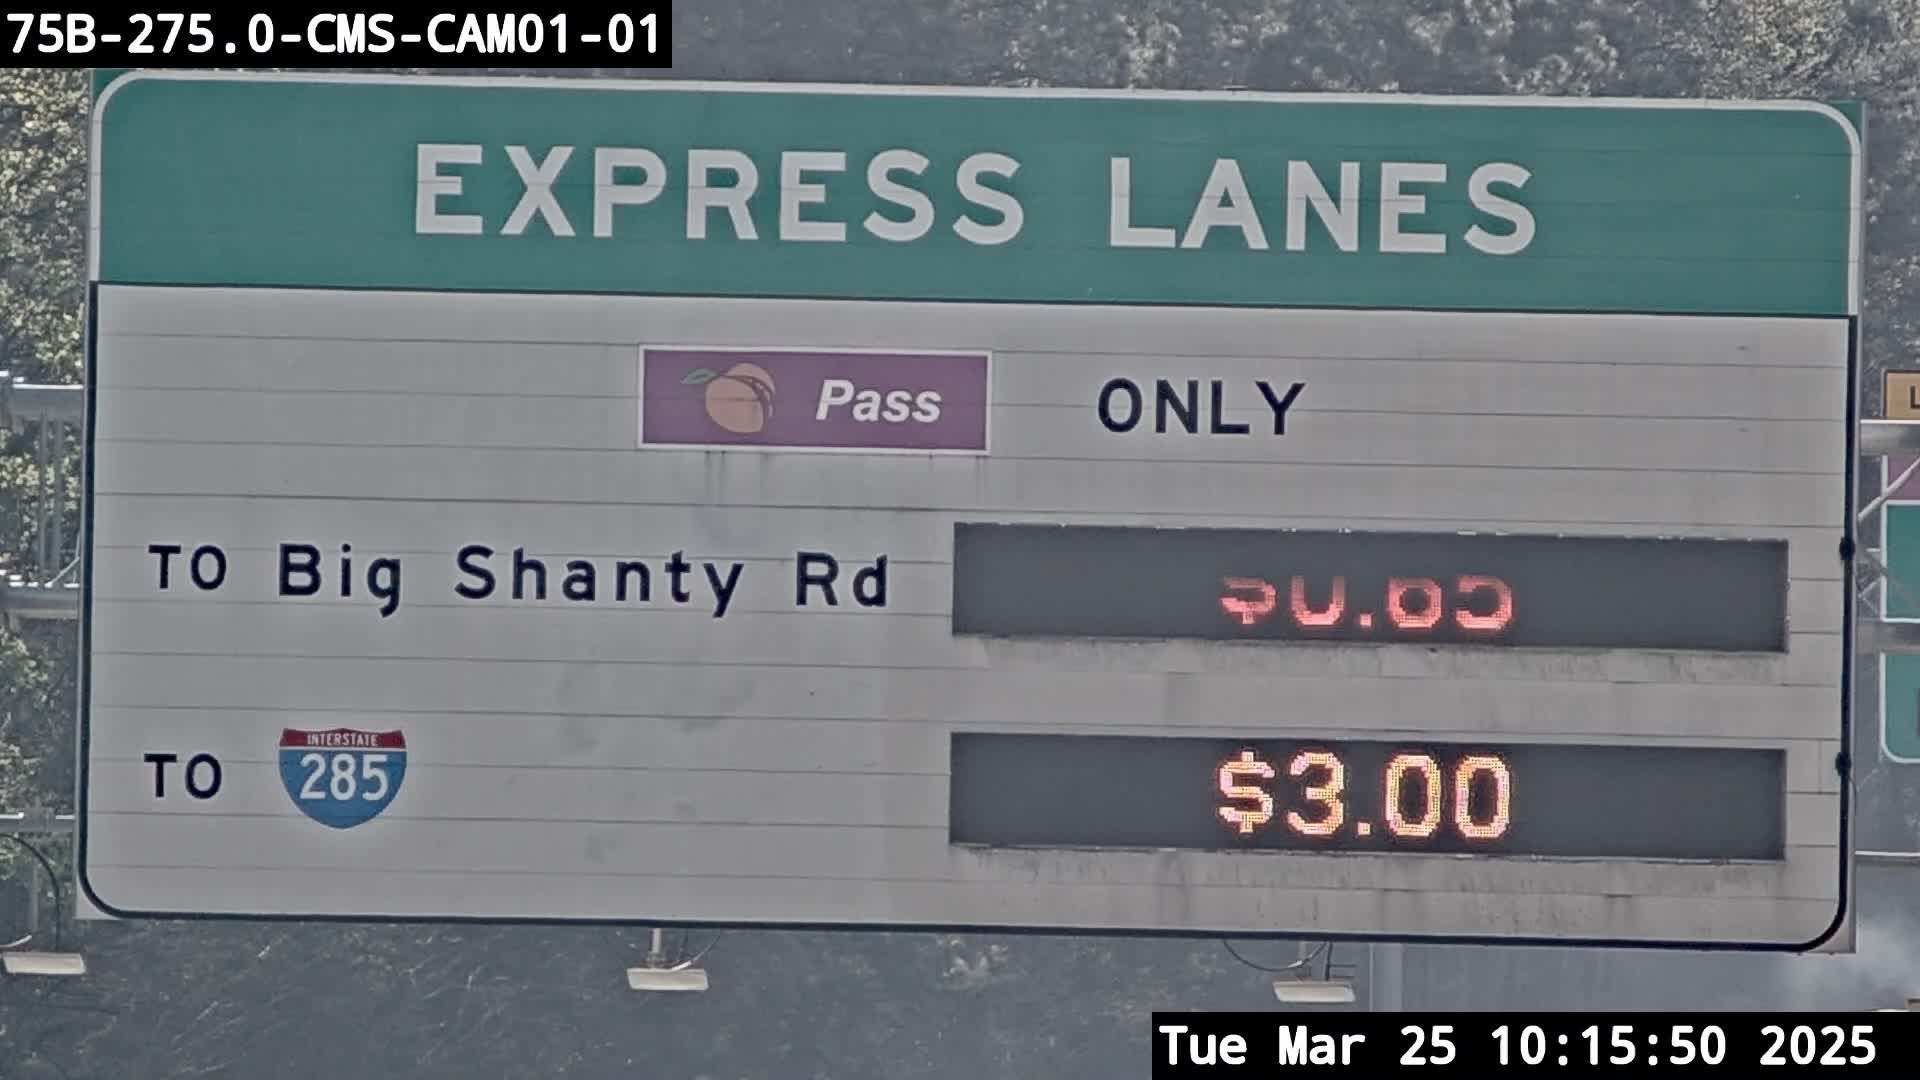 75B-275.0-CMS-CAM01-01
EXPRESS LANES
Pass ONLY
TO Big Shanty Rd
TO INTERSTATE 285 $3.00
Tue Mar 25 10:15:50 2025